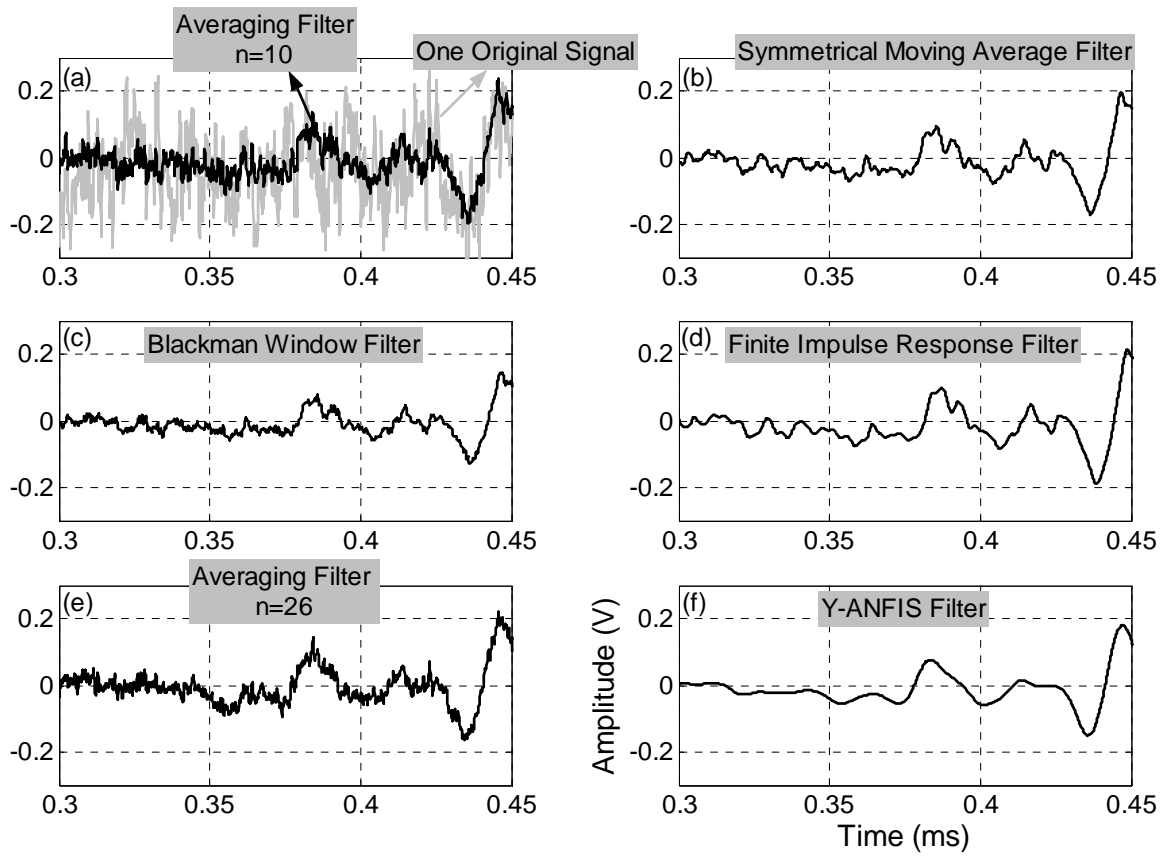 Averaging Filter
n=10
One Original Signal
Symmetrical Moving Average Filter
(a)
(b)
0.2
0
-0.2
0.3
0.35
0.4
0.45
0.2
0
-0.2
0.3
0.35
0.4
0.45
(c)
Blackman Window Filter
(d)
Finite Impulse Response Filter
0.2
0
-0.2
0.3
0.35
0.4
0.45
0.2
0
-0.2
0.3
0.35
0.4
0.45
(e)
Averaging Filter
n=26
(f)
Y-ANFIS Filter
0.2
0
-0.2
0.3
0.35
0.4
0.45
Amplitude (V)
0.2
0
-0.2
0.3
0.35
0.4
0.45
Time (ms)